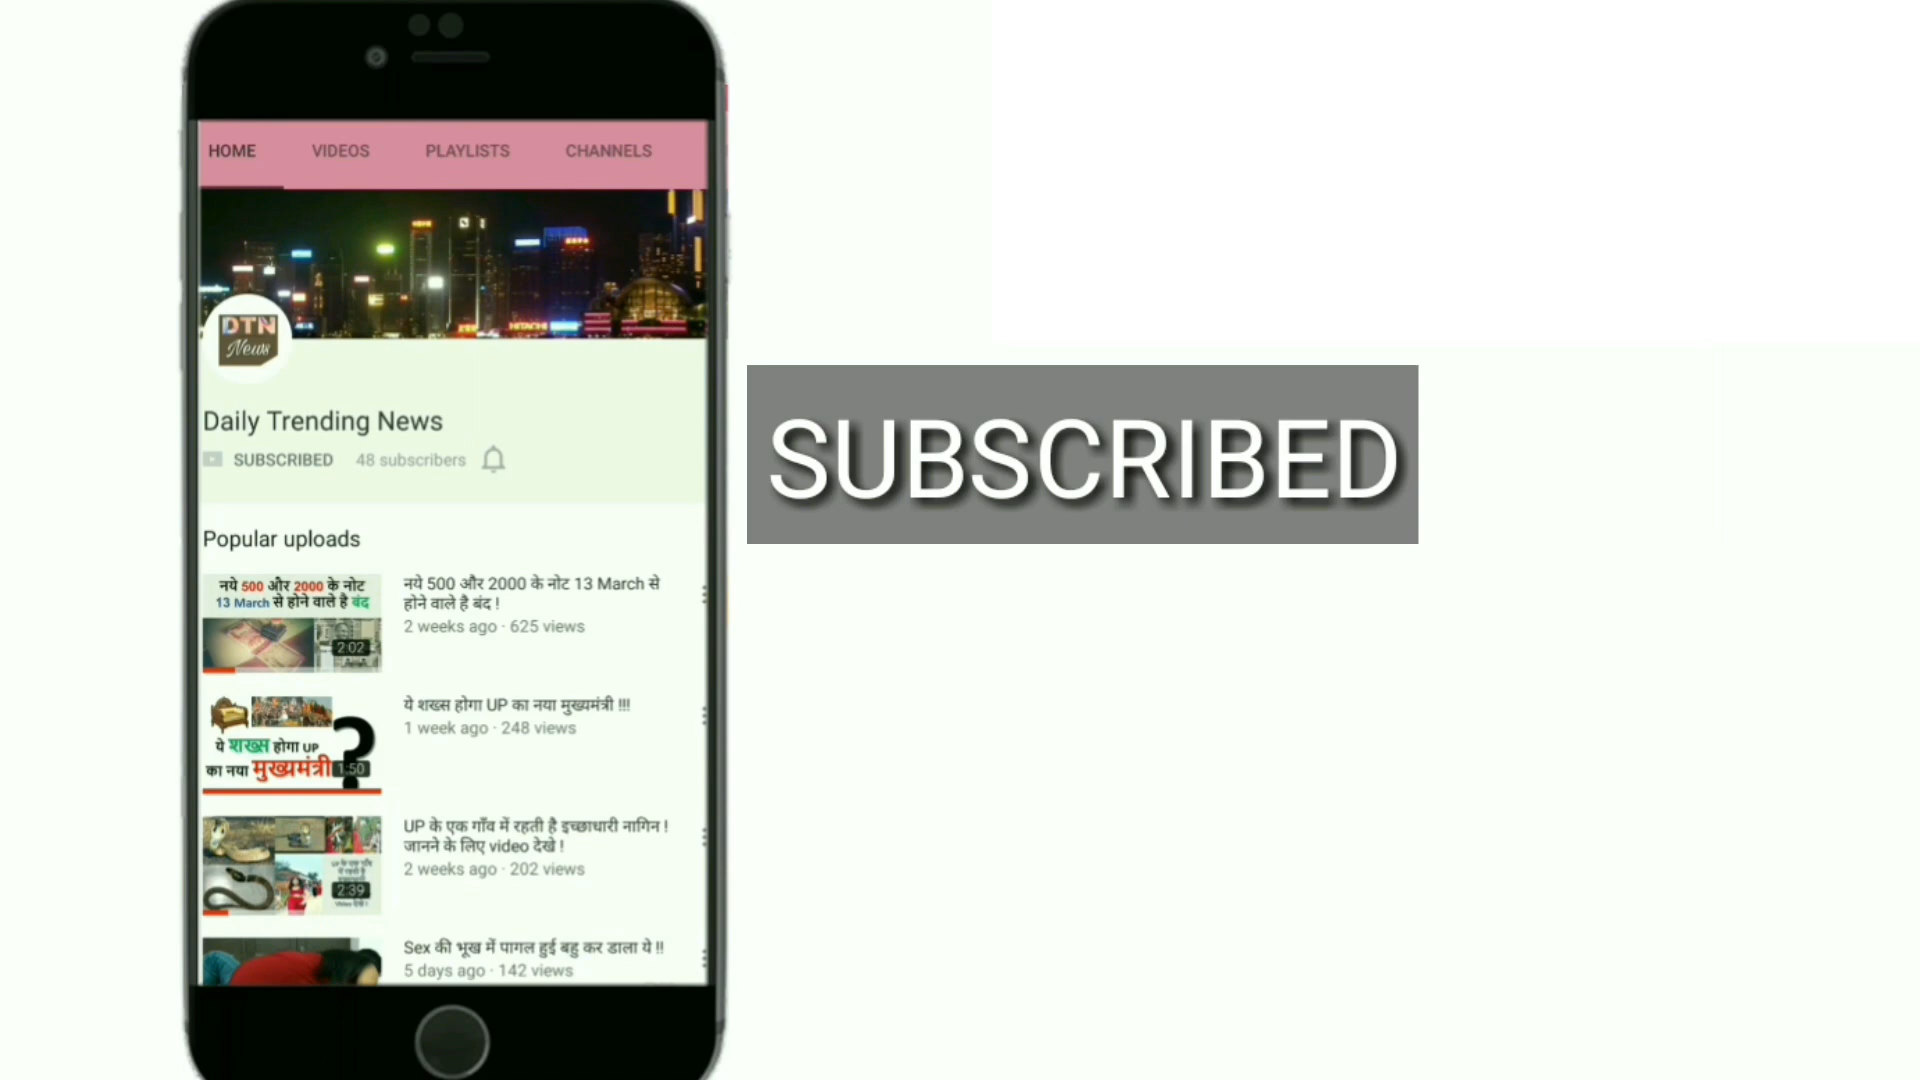 HOME VIDEOS PLAYLISTS CHANNELS
HITACHI
DTN
News
Daily Trending News
SUBSCRIBED 48 subscribers
SUBSCRIBED
Popular uploads
नये 500 और 2000 के नोट
13 March से होने वाले है बंद
2:02
नये 500 और 2000 के नोट 13 March से
होने वाले है बंद !
2 weeks ago · 625 views
ये शख्स होगा UP
का नया मुख्यमंत्री ?
1:50
ये शख्स होगा UP का नया मुख्यमंत्री !!!
1 week ago · 248 views
2:39
UP के एक गाँव में रहती है इच्छाधारी नागिन !
जानने के लिए video देखे !
2 weeks ago · 202 views
Sex की भूख में पागल हुई बहु कर डाला ये !!
5 days ago · 142 views